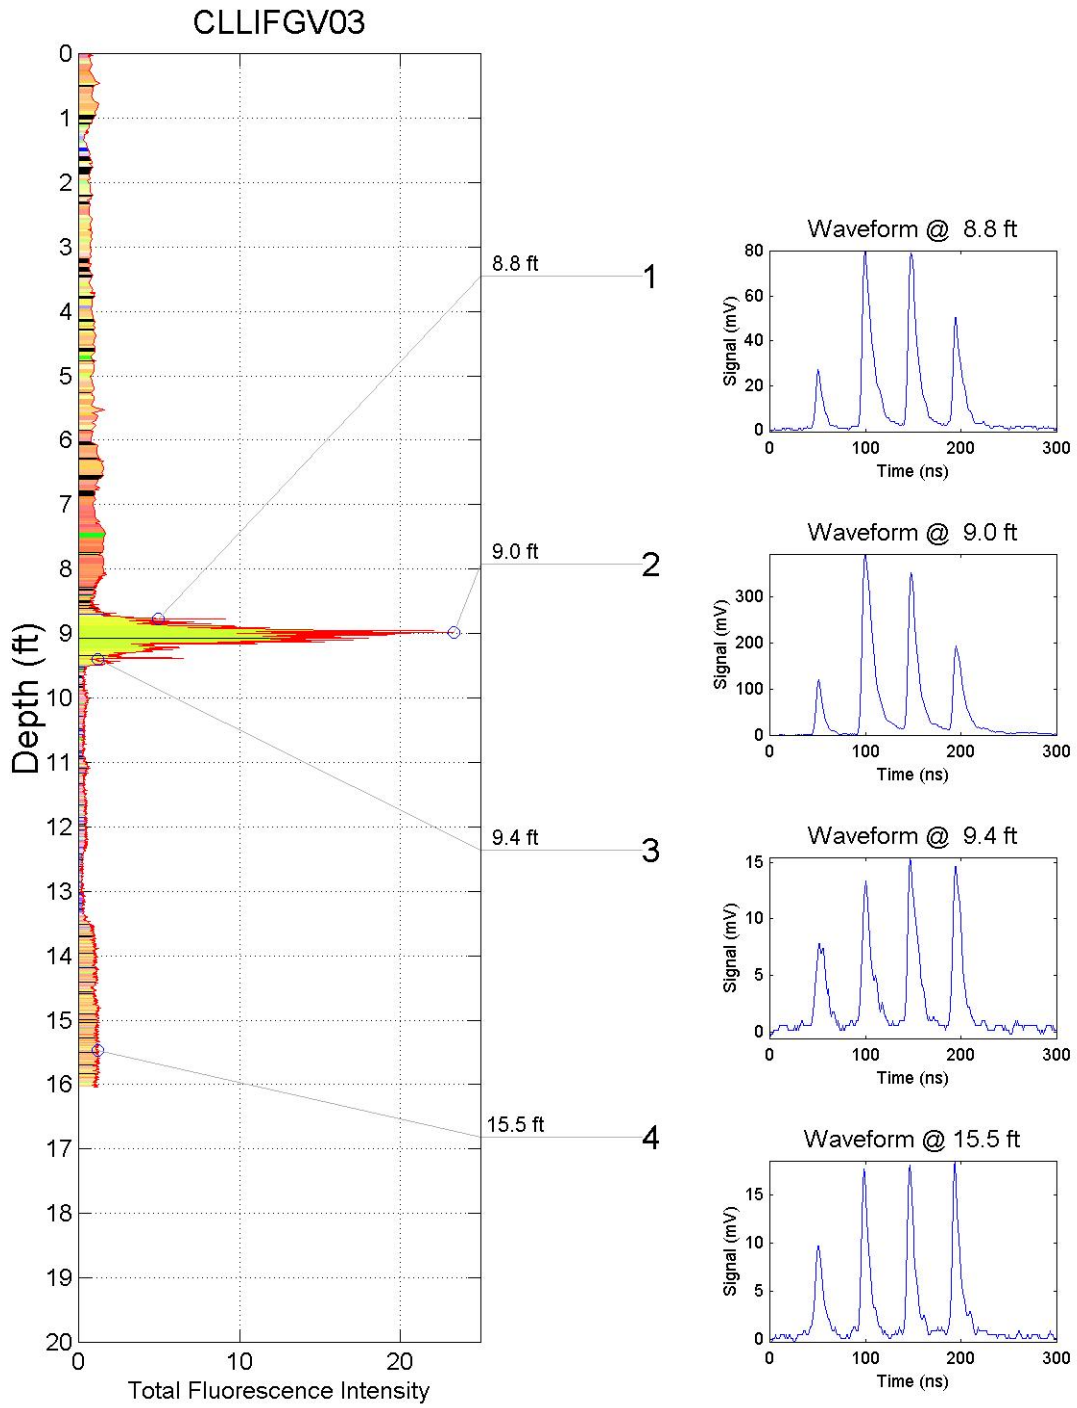 CLLIFGV03
Depth (ft)
0
1
2
3
4
5
6
7
8
9
10
11
12
13
14
15
16
17
18
19
20
0 10 20
Total Fluorescence Intensity
8.8 ft 1
9.0 ft 2
9.4 ft 3
15.5 ft 4
Waveform @ 8.8 ft
Signal (mV)
80
60
40
20
0
0 100 200 300
Time (ns)
Waveform @ 9.0 ft
Signal (mV)
300
200
100
0
0 100 200 300
Time (ns)
Waveform @ 9.4 ft
Signal (mV)
15
10
5
0
0 100 200 300
Time (ns)
Waveform @ 15.5 ft
Signal (mV)
15
10
5
0
0 100 200 300
Time (ns)